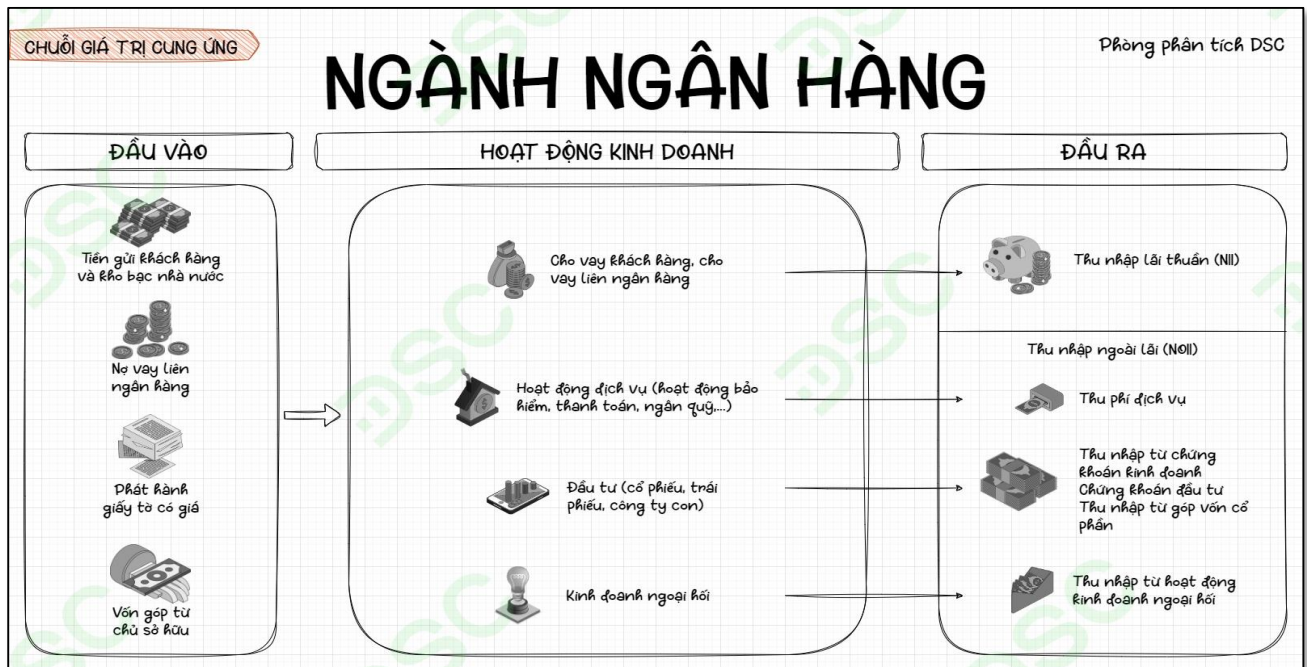 CHUỖI GIÁ TRỊ CUNG ỨNG
Phòng phân tích DSC
NGÀNH NGÂN HÀNG
ĐẦU VÀO
Tiền gửi khách hàng
và kho bạc nhà nước
Nợ vay liên
ngân hàng
Phát hành
giấy tờ có giá
Vốn góp từ
chủ sở hữu
HOẠT ĐỘNG KINH DOANH
Cho vay khách hàng, cho
vay liên ngân hàng
Hoạt động dịch vụ (hoạt động bảo
hiểm, thanh toán, ngân quỹ,...)
Đầu tư (cổ phiếu, trái
phiếu, công ty con)
Kinh doanh ngoại hối
ĐẦU RA
Thu nhập lãi thuần (NII)
Thu nhập ngoài lãi (NOII)
Thu phí dịch vụ
Thu nhập từ chứng
khoán kinh doanh
Chứng khoán đầu tư
Thu nhập từ góp vốn cổ
phần
Thu nhập từ hoạt động
kinh doanh ngoại hối
DSC
DSC
DSC
DSC
DSC
DSC